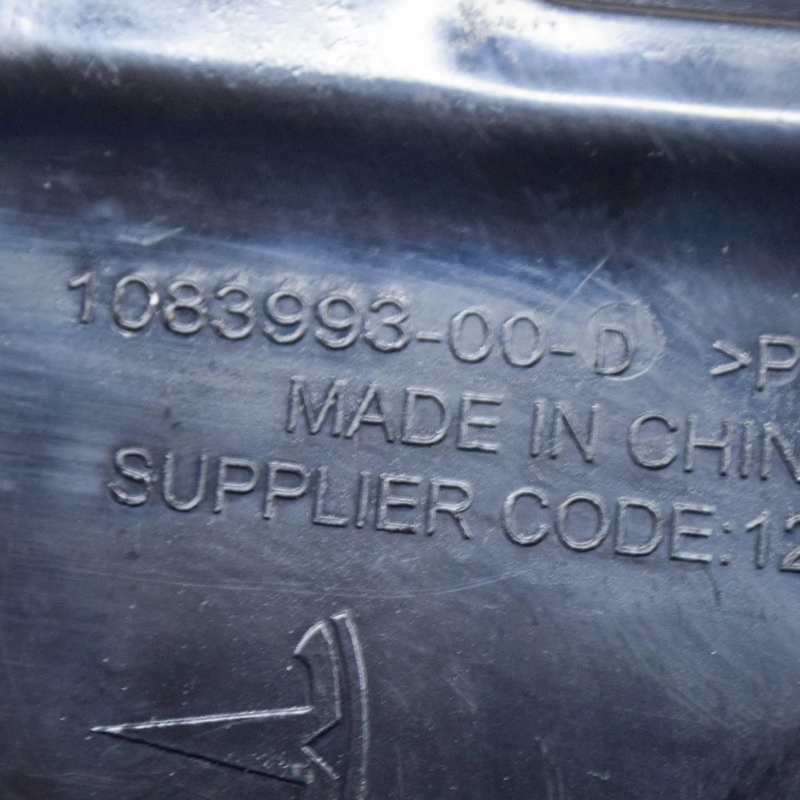 1083993-00-D >P
MADE IN CHIN
SUPPLIER CODE:12